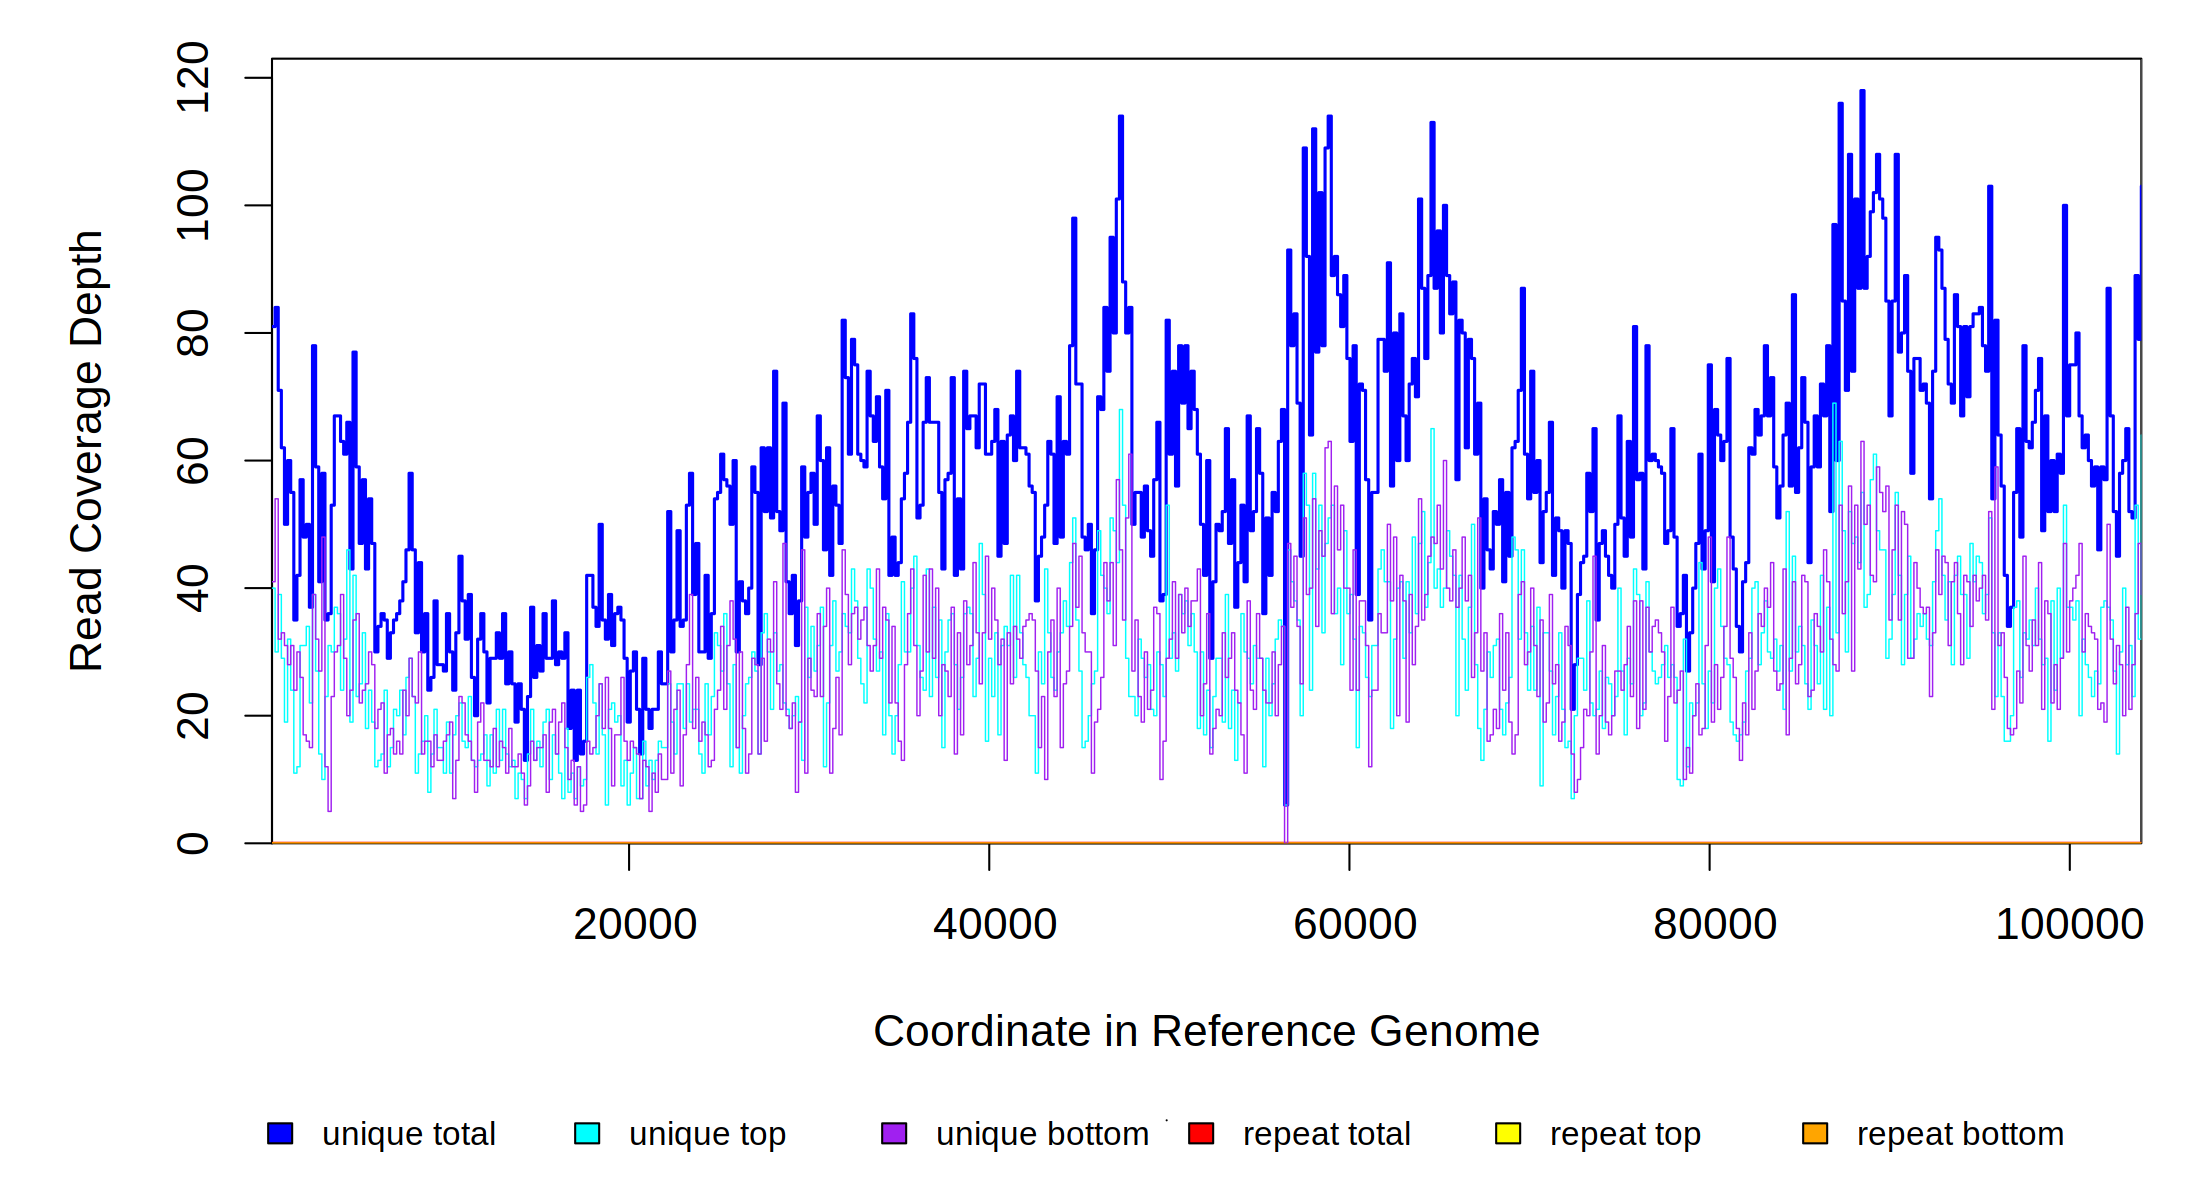 120
100
80
60
40
20
0
Read Coverage Depth
20000 40000 60000 80000 100000
Coordinate in Reference Genome
unique total unique top unique bottom repeat total repeat top repeat bottom